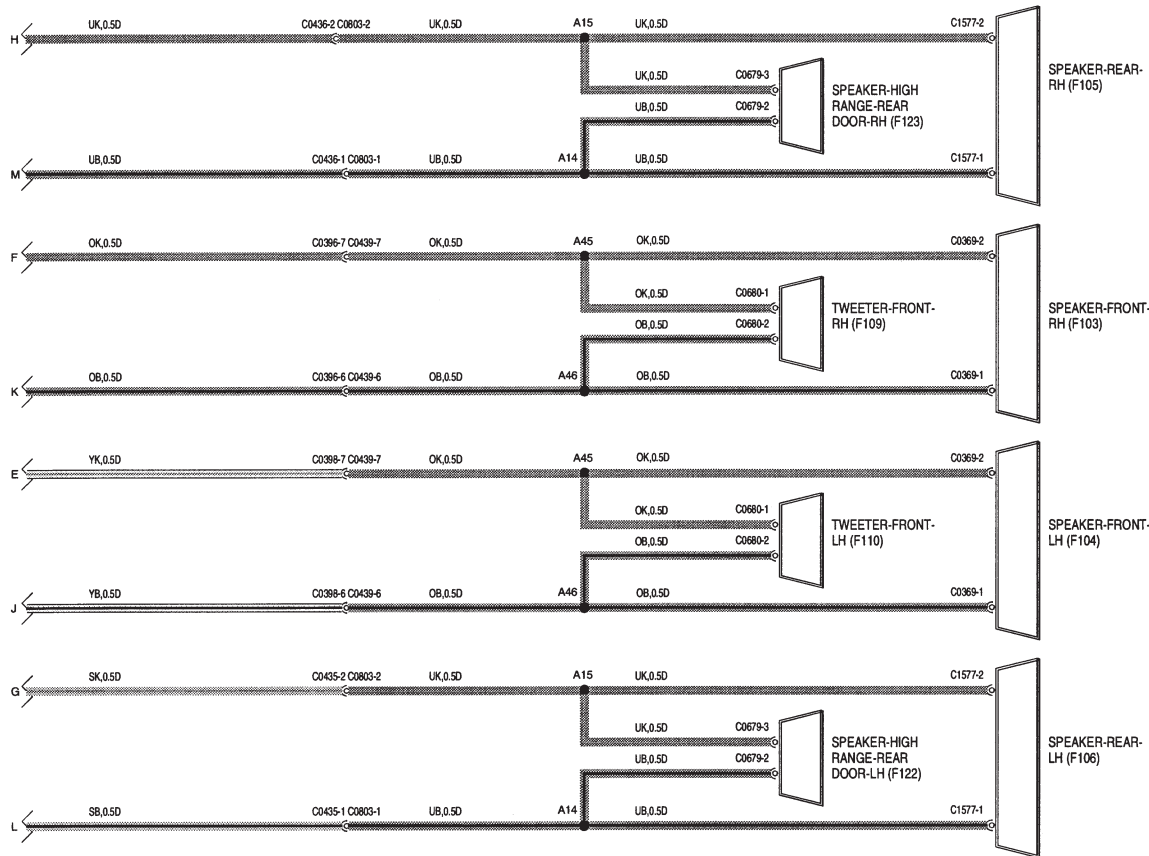 UK,0.5D C0436-2 C0803-2 UK,0.5D A15 UK,0.5D C1577-2
H
SPEAKER-REAR-
RH (F105)
UK,0.5D C0679-3
SPEAKER-HIGH
RANGE-REAR
DOOR-RH (F123)
UB,0.5D C0679-2
UB,0.5D C0436-1 C0803-1 UB,0.5D A14 UB,0.5D C1577-1
M
OK,0.5D C0396-7 C0439-7 OK,0.5D A45 OK,0.5D C0369-2
F
OK,0.5D C0680-1
TWEETER-FRONT-
RH (F109)
SPEAKER-FRONT-
RH (F103)
OB,0.5D C0680-2
OB,0.5D C0396-6 C0439-6 OB,0.5D A46 OB,0.5D C0369-1
K
YK,0.5D C0398-7 C0439-7 OK,0.5D A45 OK,0.5D C0369-2
E
OK,0.5D C0680-1
TWEETER-FRONT-
LH (F110)
SPEAKER-FRONT-
LH (F104)
OB,0.5D C0680-2
YB,0.5D C0398-6 C0439-6 OB,0.5D A46 OB,0.5D C0369-1
J
SK,0.5D C0435-2 C0803-2 UK,0.5D A15 UK,0.5D C1577-2
G
UK,0.5D C0679-3
SPEAKER-HIGH
RANGE-REAR
DOOR-LH (F122)
SPEAKER-REAR-
LH (F106)
UB,0.5D C0679-2
SB,0.5D C0435-1 C0803-1 UB,0.5D A14 UB,0.5D C1577-1
L